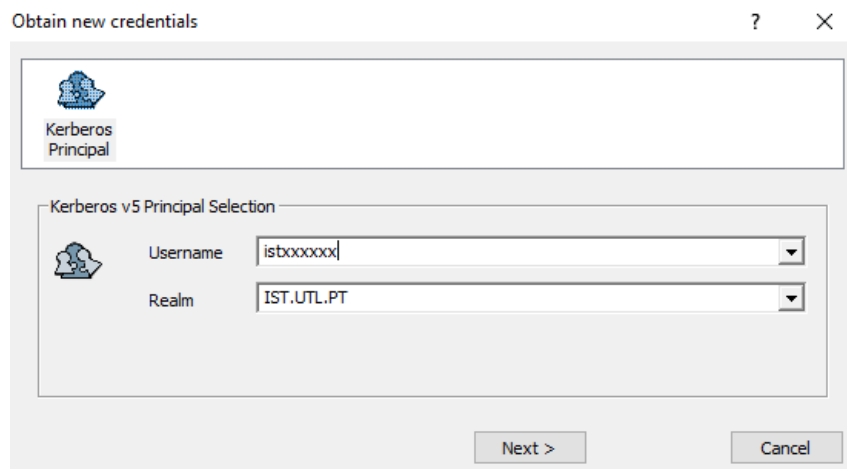 Obtain new credentials ? X
Kerberos
Principal
Kerberos v5 Principal Selection
Username istxxxxxx
Realm IST.UTL.PT
Next > Cancel